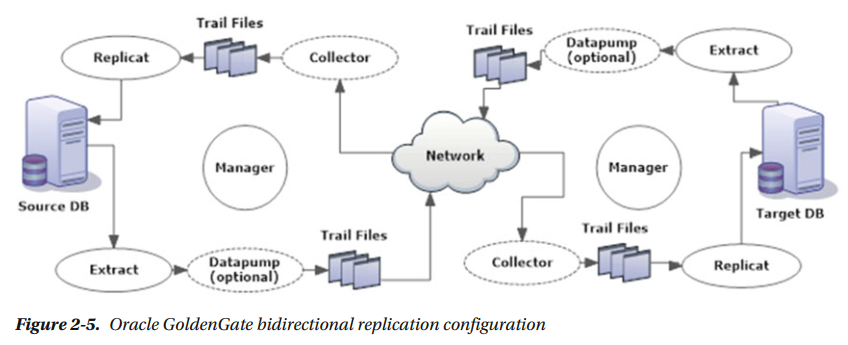 Trail Files
Replicat
Collector
Source DB
Manager
Extract
Datapump
(optional)
Trail Files
Network
Trail Files
Datapump
(optional)
Extract
Manager
Target DB
Collector
Trail Files
Replicat
Figure 2-5. Oracle GoldenGate bidirectional replication configuration